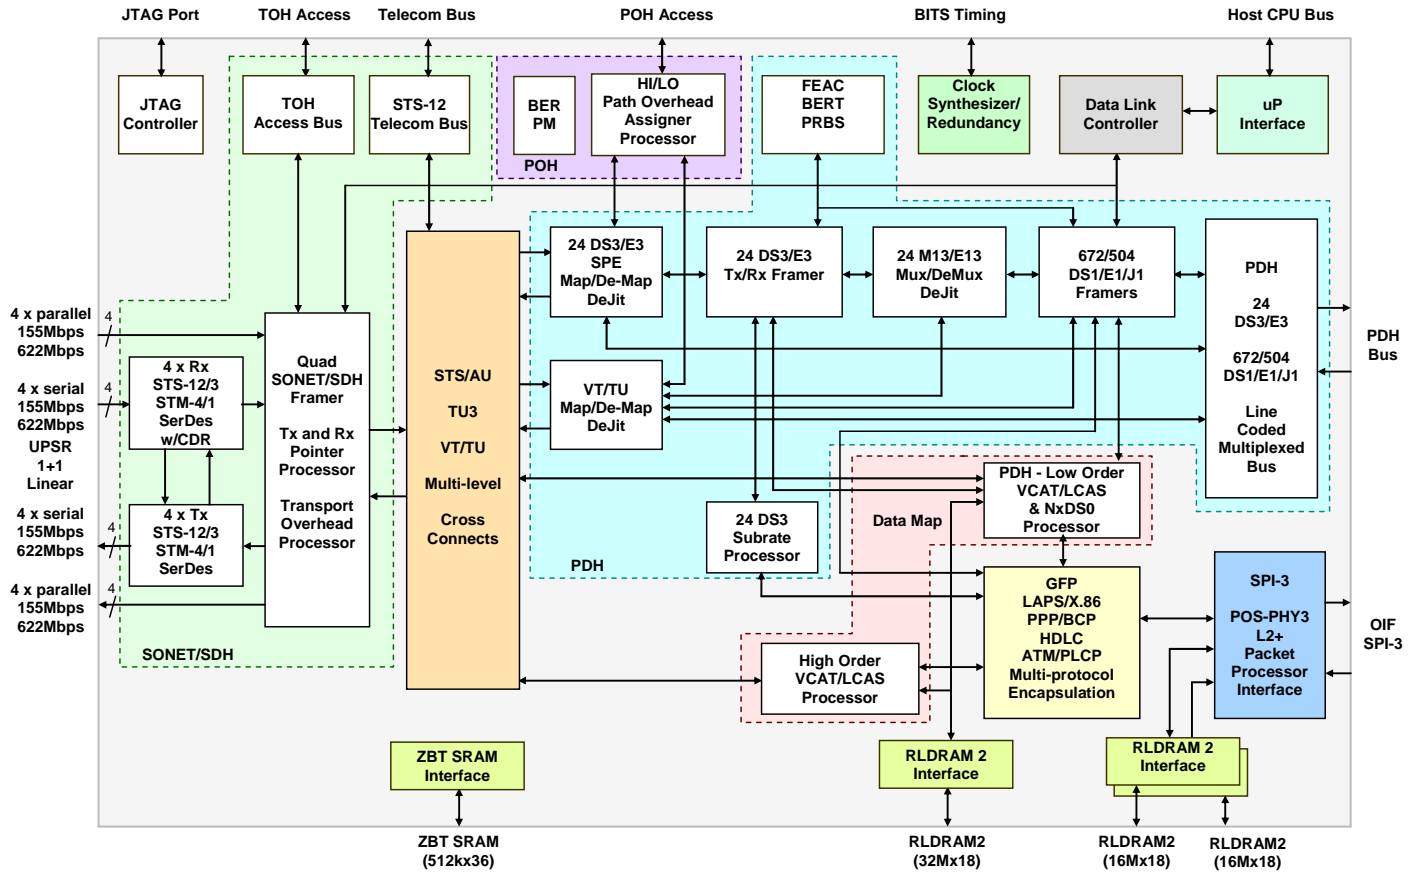 JTAG Port
TOH Access
Telecom Bus
POH Access
BITS Timing
Host CPU Bus
JTAG
Controller
TOH
Access Bus
STS-12
Telecom Bus
BER
PM
HI/LO
Path Overhead
Assigner
Processor
POH
FEAC
BERT
PRBS
Clock
Synthesizer/
Redundancy
Data Link
Controller
uP
Interface
24 DS3/E3
SPE
Map/De-Map
DeJit
24 DS3/E3
Tx/Rx Framer
24 M13/E13
Mux/DeMux
DeJit
672/504
DS1/E1/J1
Framers
PDH
24
DS3/E3
672/504
DS1/E1/J1
Line
Coded
Multiplexed
Bus
PDH
Bus
4 x parallel
155Mbps
622Mbps
4
4 x serial
155Mbps
622Mbps
4
UPSR
1+1
Linear
4 x serial
155Mbps
622Mbps
4
4 x parallel
155Mbps
622Mbps
4
4 x Rx
STS-12/3
STM-4/1
SerDes
w/CDR
4 x Tx
STS-12/3
STM-4/1
SerDes
Quad
SONET/SDH
Framer
Tx and Rx
Pointer
Processor
Transport
Overhead
Processor
SONET/SDH
STS/AU
TU3
VT/TU
Multi-level
Cross
Connects
VT/TU
Map/De-Map
DeJit
24 DS3
Subrate
Processor
PDH
Data Map
PDH - Low Order
VCAT/LCAS
& NxDS0
Processor
GFP
LAPS/X.86
PPP/BCP
HDLC
ATM/PLCP
Multi-protocol
Encapsulation
High Order
VCAT/LCAS
Processor
SPI-3
POS-PHY3
L2+
Packet
Processor
Interface
OIF
SPI-3
ZBT SRAM
Interface
RLDRAM 2
Interface
RLDRAM 2
Interface
ZBT SRAM
(512kx36)
RLDRAM2
(32Mx18)
RLDRAM2
(16Mx18)
RLDRAM2
(16Mx18)